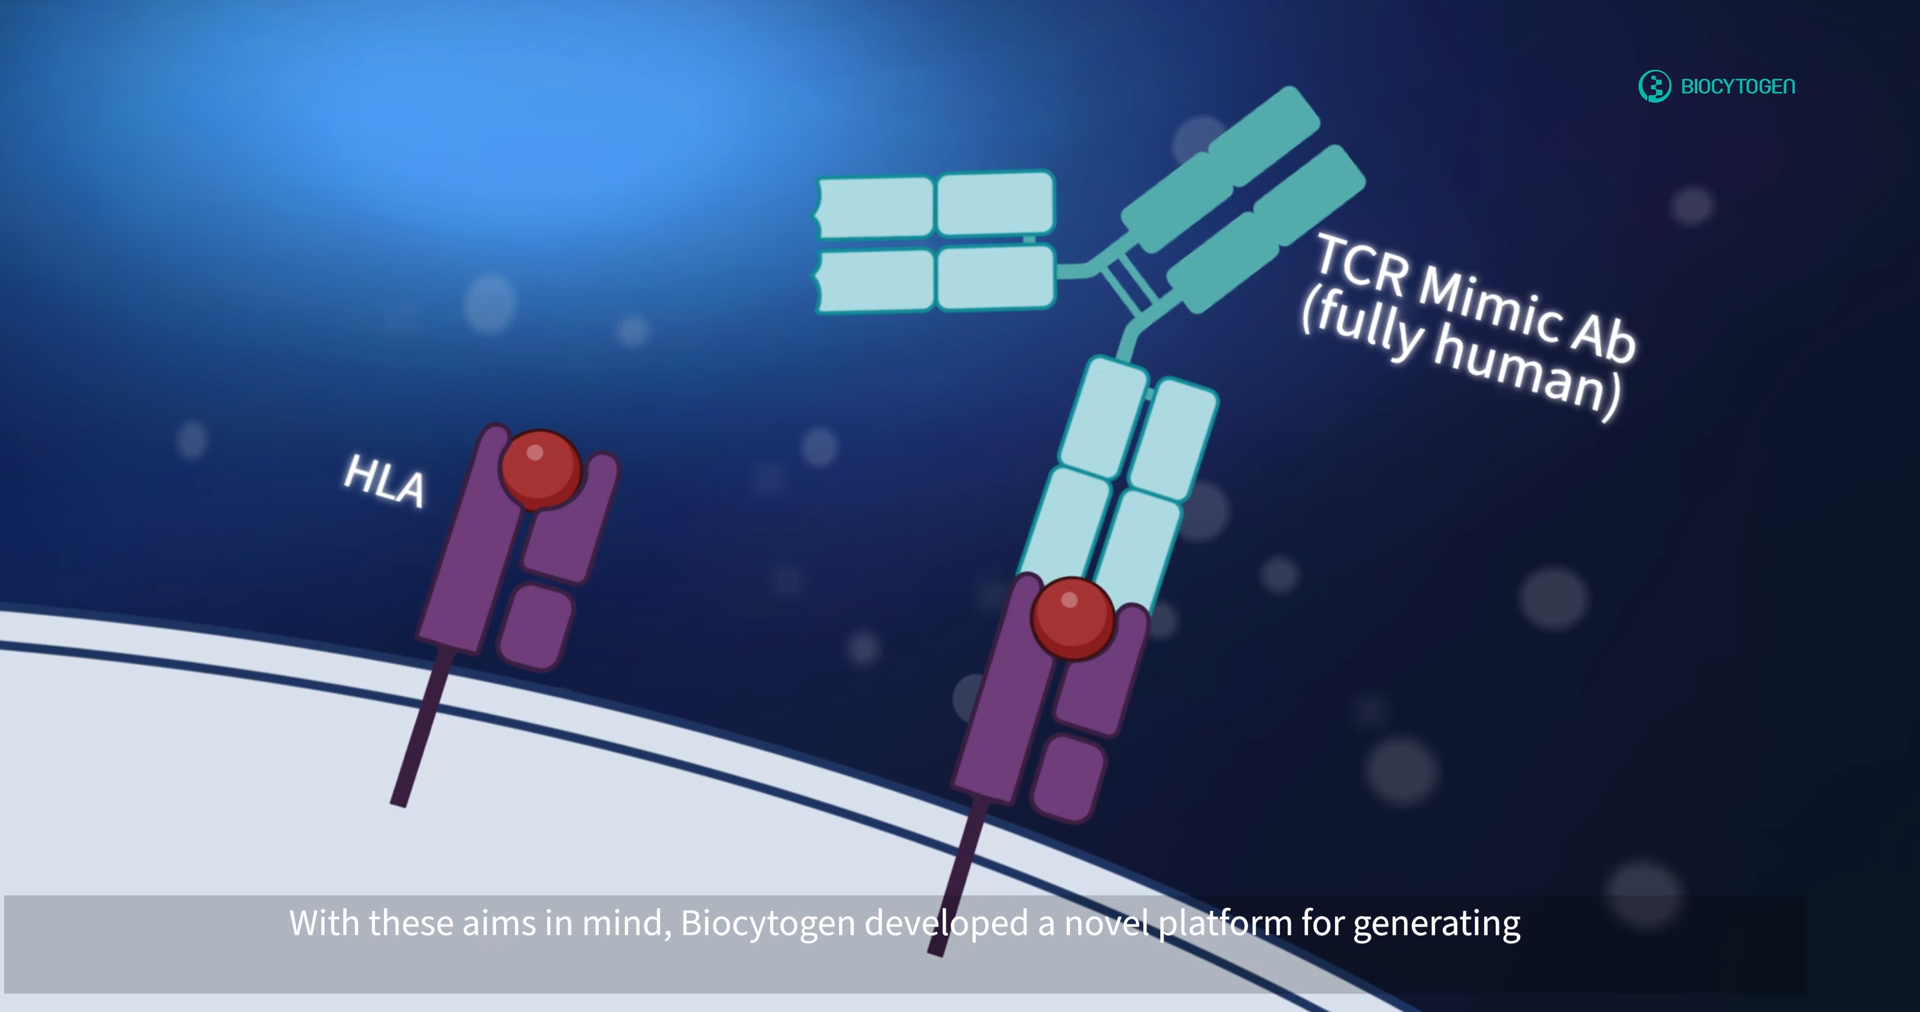 BIOCYTOGEN
TCR Mimic Ab
(fully human)
HLA
With these aims in mind, Biocytogen developed a novel platform for generating